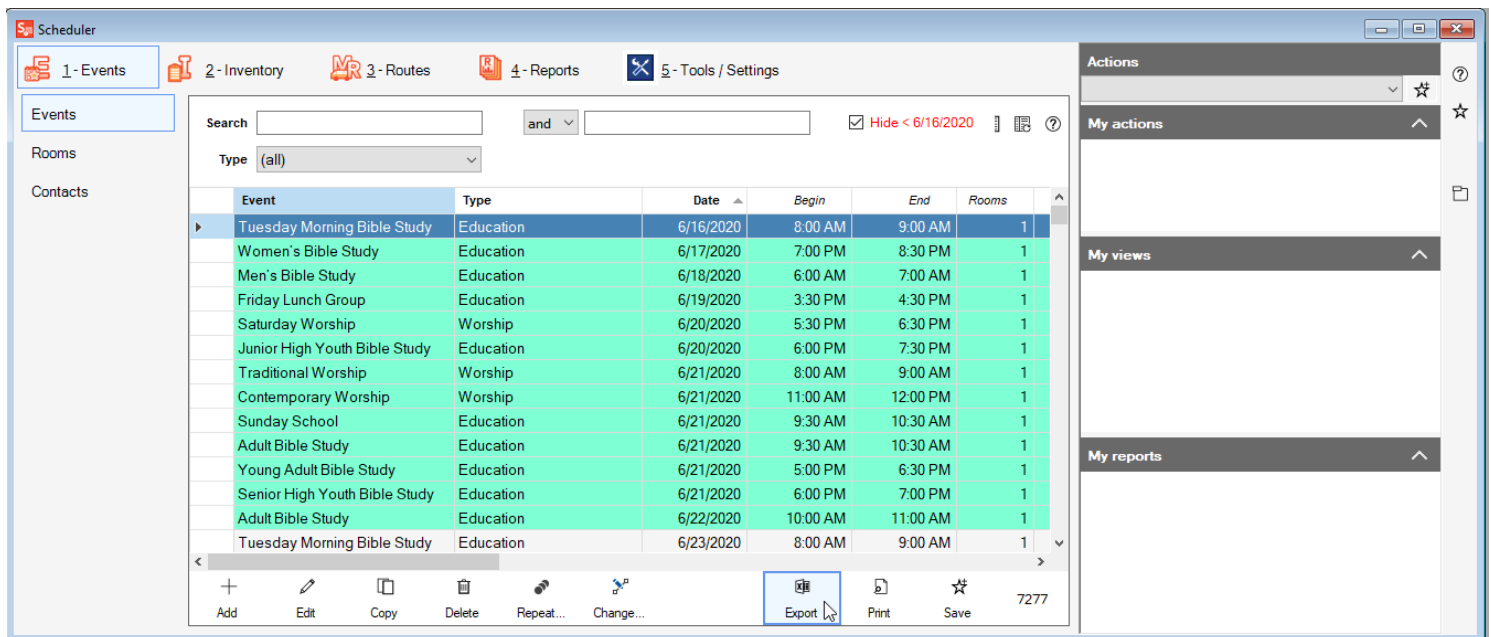 Scheduler
1 - Events 2 - Inventory 3 - Routes 4 - Reports 5 - Tools / Settings
Events
Rooms
Contacts
Search and Hide < 6/16/2020
Type (all)
Event Type Date Begin End Rooms
Tuesday Morning Bible Study Education 6/16/2020 8:00 AM 9:00 AM 1
Women's Bible Study Education 6/17/2020 7:00 PM 8:30 PM 1
Men's Bible Study Education 6/18/2020 6:00 AM 7:00 AM 1
Friday Lunch Group Education 6/19/2020 3:30 PM 4:30 PM 1
Saturday Worship Worship 6/20/2020 5:30 PM 6:30 PM 1
Junior High Youth Bible Study Education 6/20/2020 6:00 PM 7:30 PM 1
Traditional Worship Worship 6/21/2020 8:00 AM 9:00 AM 1
Contemporary Worship Worship 6/21/2020 11:00 AM 12:00 PM 1
Sunday School Education 6/21/2020 9:30 AM 10:30 AM 1
Adult Bible Study Education 6/21/2020 9:30 AM 10:30 AM 1
Young Adult Bible Study Education 6/21/2020 5:00 PM 6:30 PM 1
Senior High Youth Bible Study Education 6/21/2020 6:00 PM 7:00 PM 1
Adult Bible Study Education 6/22/2020 10:00 AM 11:00 AM 1
Tuesday Morning Bible Study Education 6/23/2020 8:00 AM 9:00 AM 1
Add Edit Copy Delete Repeat... Change... Export Print Save 7277
Actions
My actions
My views
My reports